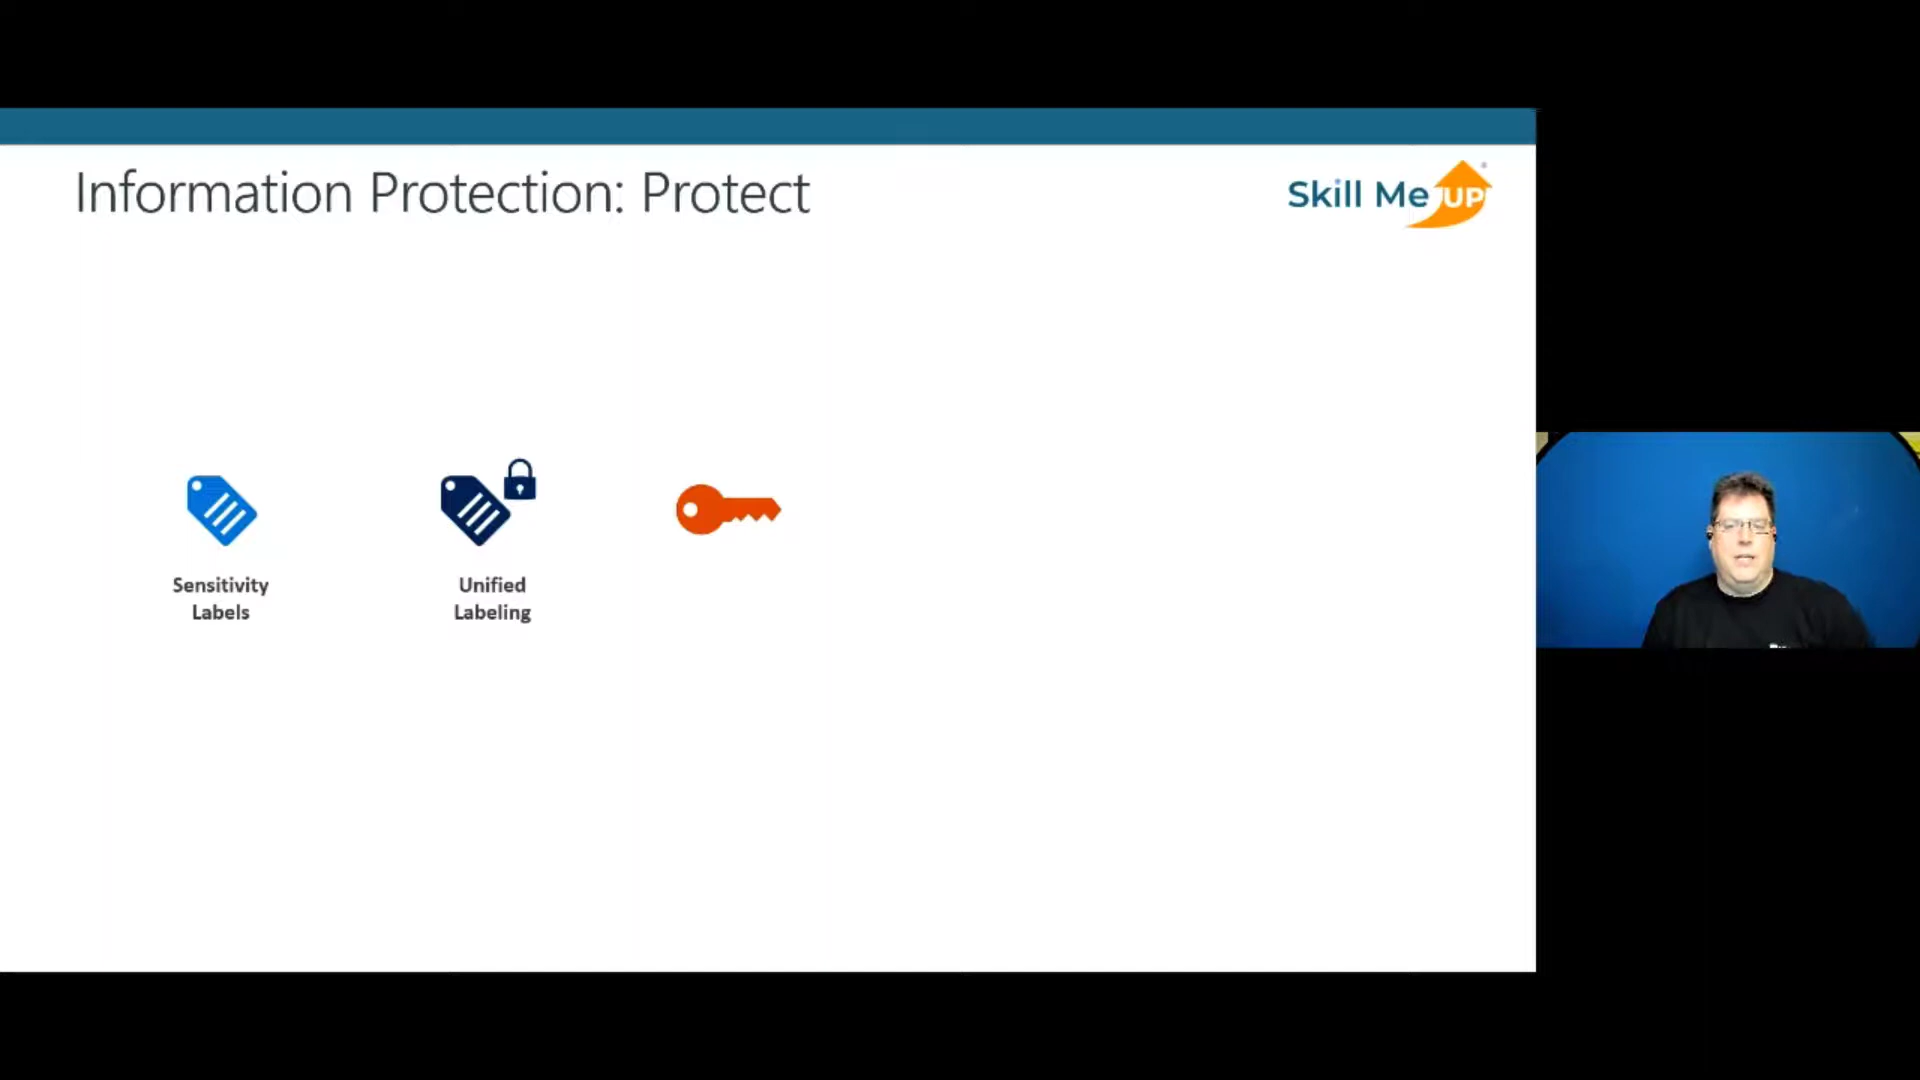 Information Protection: Protect
Skill Me UP
Sensitivity
Labels
Unified
Labeling